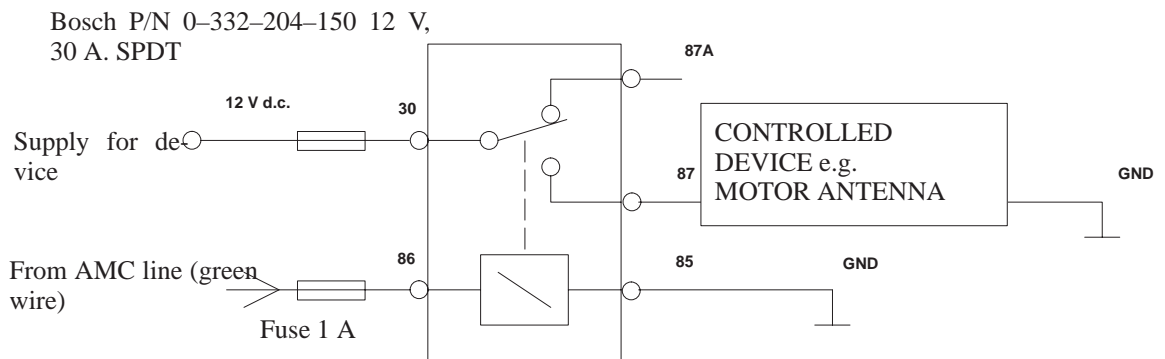 Bosch P/N 0–332–204–150 12 V,
30 A. SPDT
87A
12 V d.c.
30
Supply for de-
vice
CONTROLLED
DEVICE e.g.
MOTOR ANTENNA
87
GND
From AMC line (green
wire)
86
85
GND
Fuse 1 A